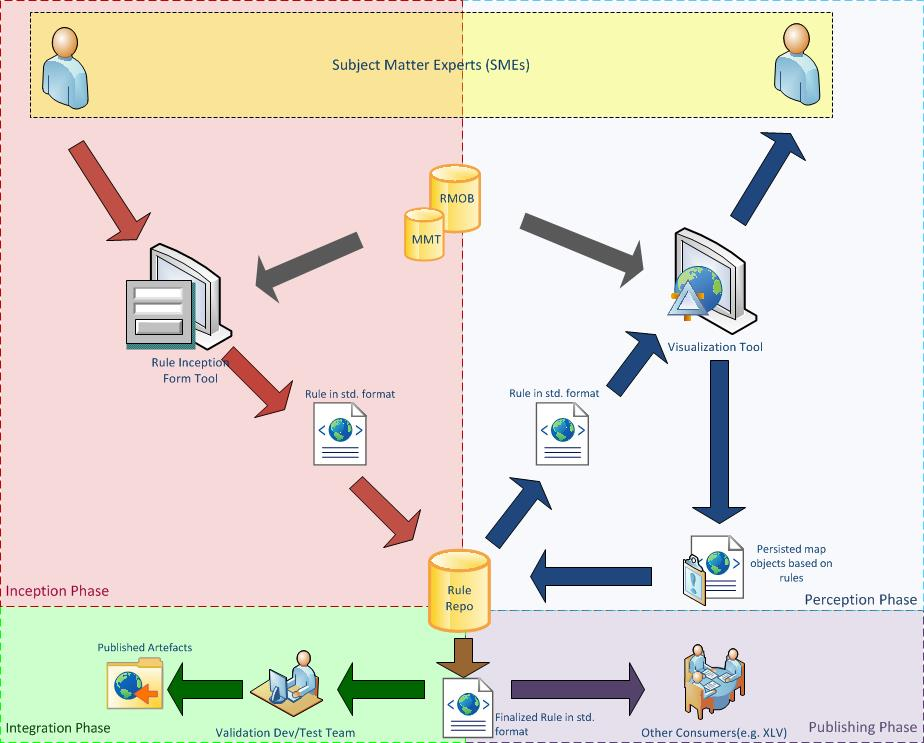 Subject Matter Experts (SMEs)
RMOB
MMT
Rule Inception
Form Tool
Visualization Tool
Rule in std. format
Rule in std. format
Persisted map
objects based on
rules
Rule
Repo
Inception Phase
Perception Phase
Published Artefacts
Validation Dev/Test Team
Integration Phase
Finalized Rule in std.
format
Other Consumers(e.g. XLV)
Publishing Phase